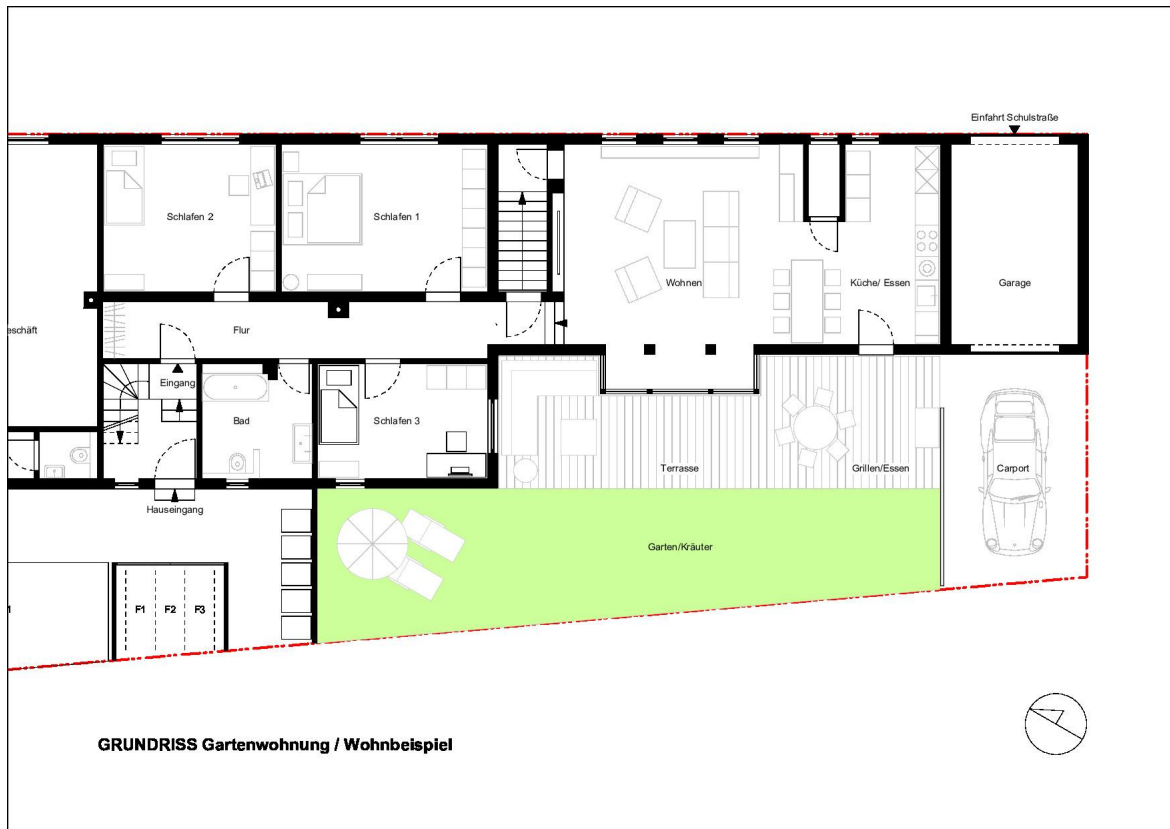 Einfahrt Schulstraße
Schlafen 2
Schlafen 1
Wohnen
Küche/ Essen
Garage
eschäft
Flur
Eingang
Bad
Schlafen 3
Terrasse
Grillen/Essen
Carport
Hauseingang
Garten/Kräuter
1
F1
F2
F3
GRUNDRISS Gartenwohnung / Wohnbeispiel